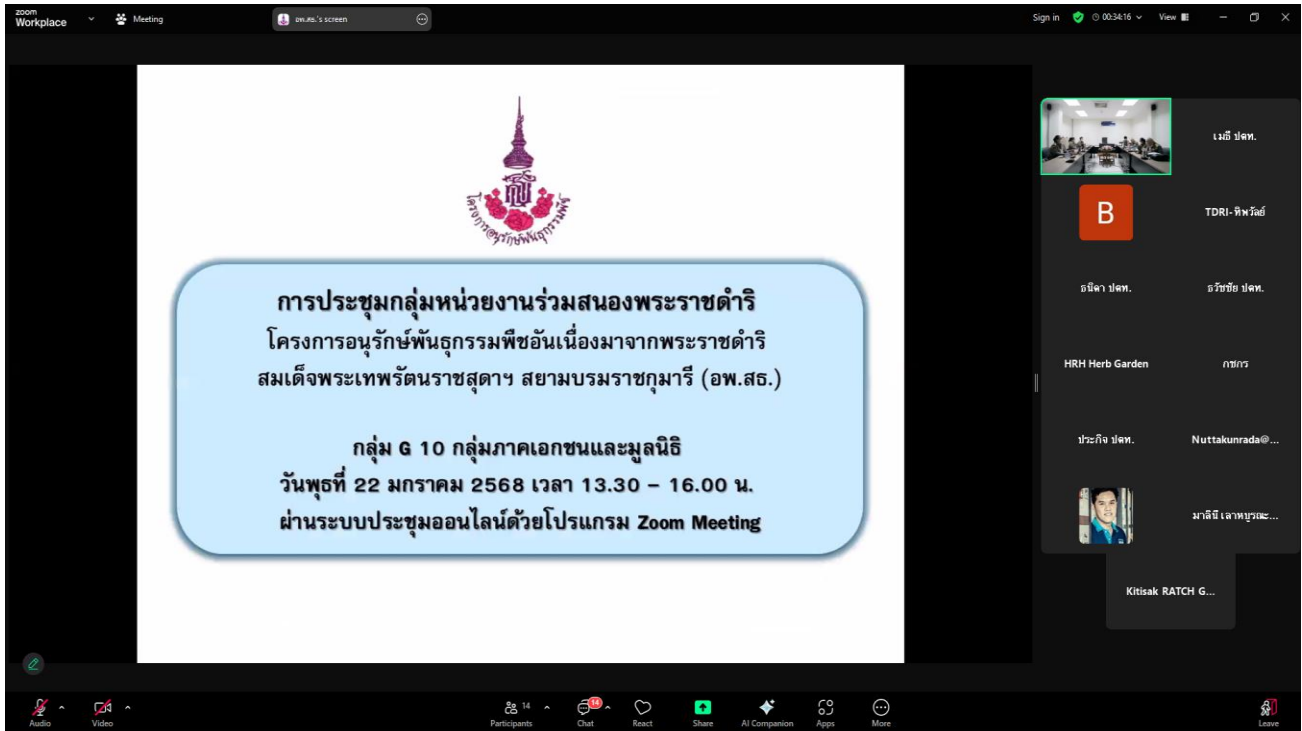 zoom
Workplace
Meeting
อพ.สธ.'s screen
Sign in
00:34:16
View
โครงการอนุรักษ์พันธุกรรมพืช
การประชุมกลุ่มหน่วยงานร่วมสนองพระราชดำริ
โครงการอนุรักษ์พันธุกรรมพืชอันเนื่องมาจากพระราชดำริ
สมเด็จพระเทพรัตนราชสุดาฯ สยามบรมราชกุมารี (อพ.สธ.)
กลุ่ม G 10 กลุ่มภาคเอกชนและมูลนิธิ
วันพุธที่ 22 มกราคม 2568 เวลา 13.30 – 16.00 น.
ผ่านระบบประชุมออนไลน์ด้วยโปรแกรม Zoom Meeting
เมธี ปตท.
B
TDRI-ทิพวัลย์
ธนิดา ปตท.
ธวัชชัย ปตท.
HRH Herb Garden
กชกร
ประกิจ ปตท.
Nuttakunrada@...
มาลินี เลาหบูรณะ...
Kitisak RATCH G...
Audio
Video
14
Participants
14
Chat
React
Share
AI Companion
Apps
More
Leave